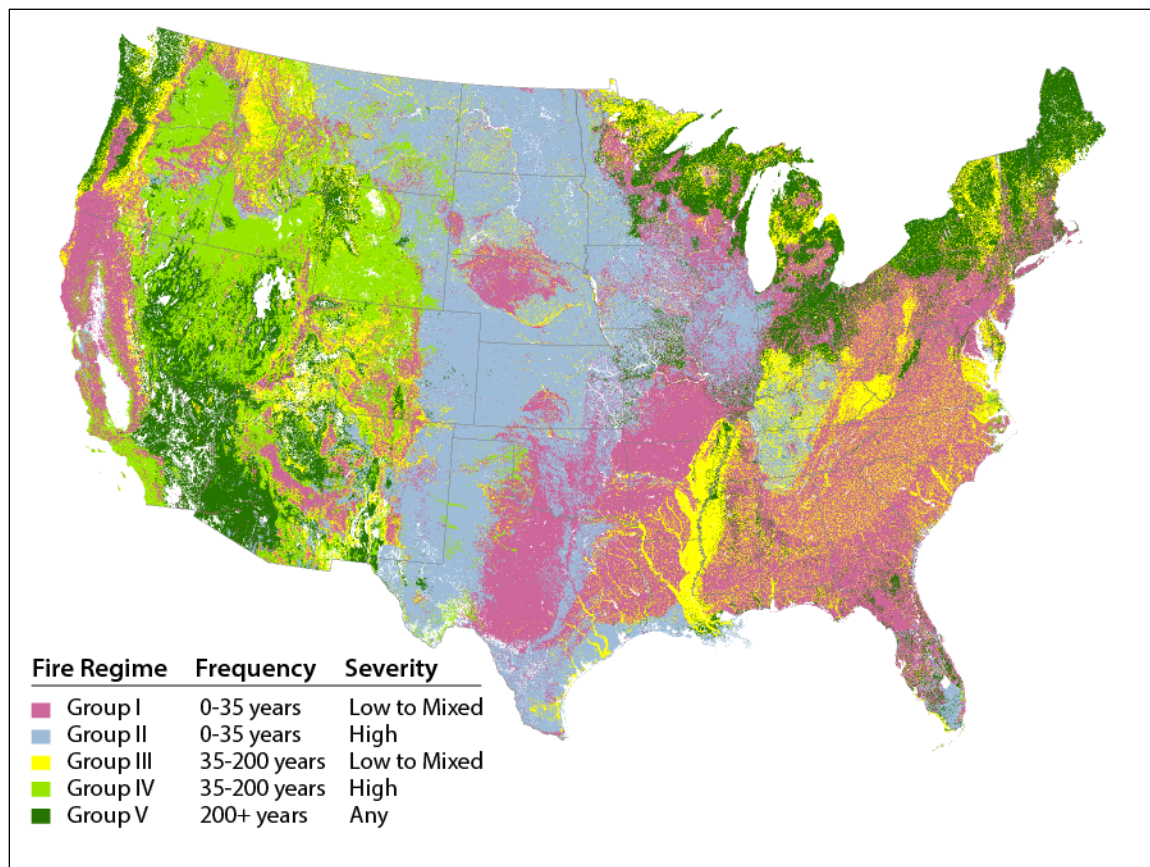 Fire Regime Frequency Severity
Group I 0-35 years Low to Mixed
Group II 0-35 years High
Group III 35-200 years Low to Mixed
Group IV 35-200 years High
Group V 200+ years Any